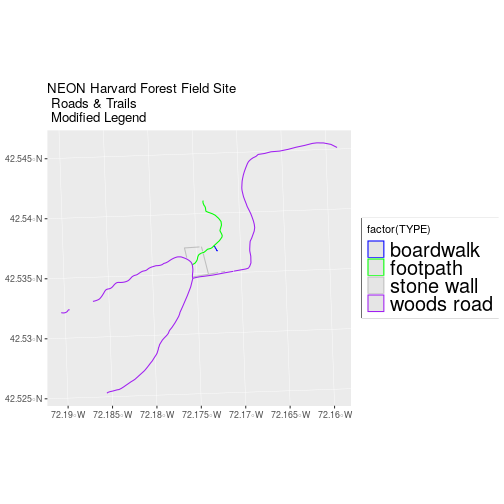 NEON Harvard Forest Field Site
Roads & Trails
Modified Legend
42.545°N
42.54°N
42.535°N
42.53°N
42.525°N
72.19°W 72.185°W 72.18°W 72.175°W 72.17°W 72.165°W 72.16°W
factor(TYPE)
boardwalk
footpath
stone wall
woods road